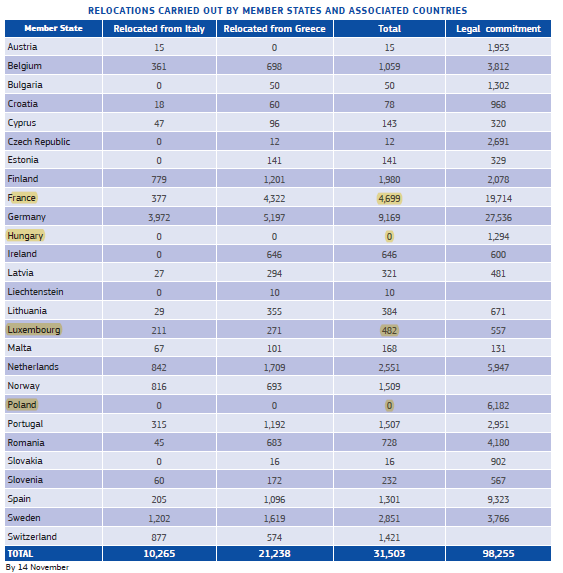 RELOCATIONS CARRIED OUT BY MEMBER STATES AND ASSOCIATED COUNTRIES
Member State Relocated from Italy Relocated from Greece Total Legal commitment
Austria 15 0 15 1,953
Belgium 361 698 1,059 3,812
Bulgaria 0 50 50 1,302
Croatia 18 60 78 968
Cyprus 47 96 143 320
Czech Republic 0 12 12 2,691
Estonia 0 141 141 329
Finland 779 1,201 1,980 2,078
France 377 4,322 4,699 19,714
Germany 3,972 5,197 9,169 27,536
Hungary 0 0 0 1,294
Ireland 0 646 646 600
Latvia 27 294 321 481
Liechtenstein 0 10 10
Lithuania 29 355 384 671
Luxembourg 211 271 482 557
Malta 67 101 168 131
Netherlands 842 1,709 2,551 5,947
Norway 816 693 1,509
Poland 0 0 0 6,182
Portugal 315 1,192 1,507 2,951
Romania 45 683 728 4,180
Slovakia 0 16 16 902
Slovenia 60 172 232 567
Spain 205 1,096 1,301 9,323
Sweden 1,202 1,619 2,851 3,766
Switzerland 877 574 1,421
TOTAL 10,265 21,238 31,503 98,255
By 14 November